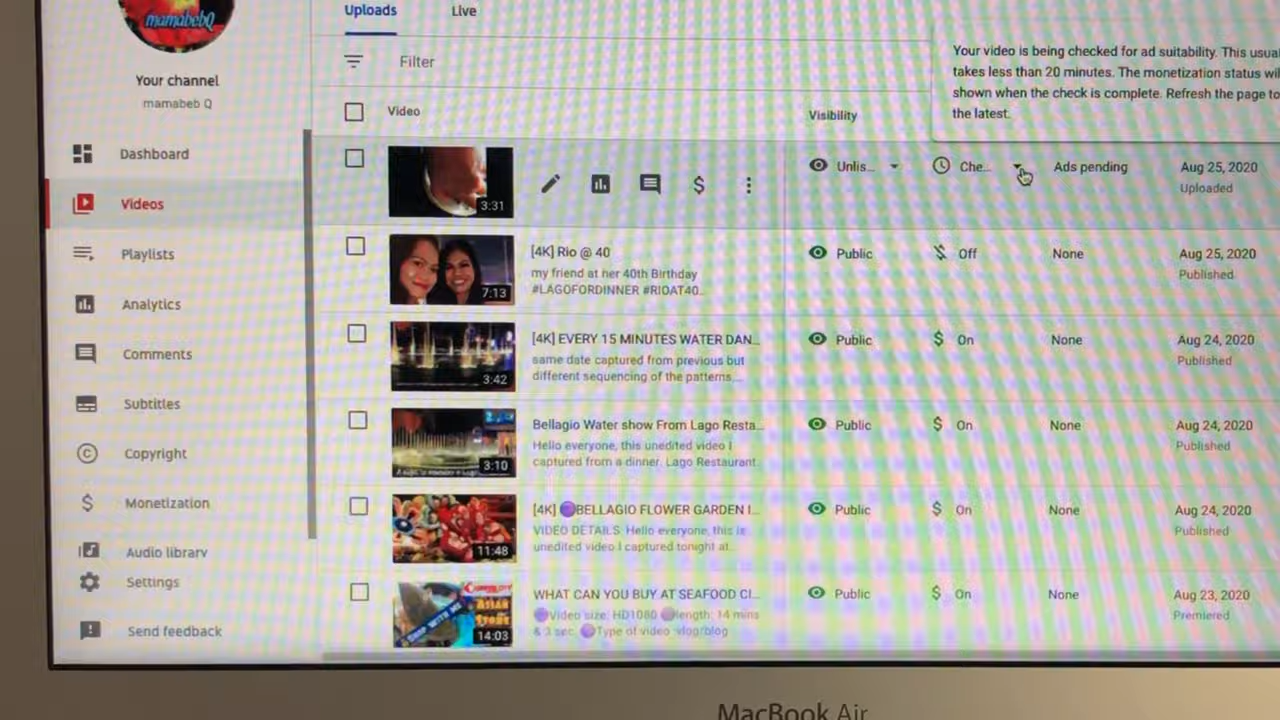 mamabebQ
Uploads
Live
Your video is being checked for ad suitability. This usual
takes less than 20 minutes. The monetization status will
shown when the check is complete. Refresh the page to
the latest.
Filter
Your channel
mamabeb Q
Video
Visibility
Dashboard
Videos
Playlists
Analytics
Comments
Subtitles
Copyright
Monetization
Audio library
Settings
Send feedback
3:31
Unlis...
Che...
Ads pending
Aug 25, 2020
Uploaded
7:13
[4K] Rio @ 40
my friend at her 40th Birthday
#LAGOFORDINNER #RIOAT40...
Public
Off
None
Aug 25, 2020
Published
3:42
[4K] EVERY 15 MINUTES WATER DAN...
same date captured from previous but
different sequencing of the patterns...
Public
On
None
Aug 24, 2020
Published
3:10
Bellagio Water show From Lago Resta...
Hello everyone, this unedited video I
captured from a dinner. Lago Restaurant.
Public
On
None
Aug 24, 2020
Published
11:48
[4K] BELLAGIO FLOWER GARDEN I...
VIDEO DETAILS: Hello everyone, this is
unedited video I captured tonight at...
Public
On
None
Aug 24, 2020
Published
SHOP WITH ME
ASIAN
STORE
14:03
WHAT CAN YOU BUY AT SEAFOOD CI...
Video size: HD1080 length: 14 mins
& 3 sec. Type of video :vlog/blog
Public
On
None
Aug 23, 2020
Premiered
MacBook Air